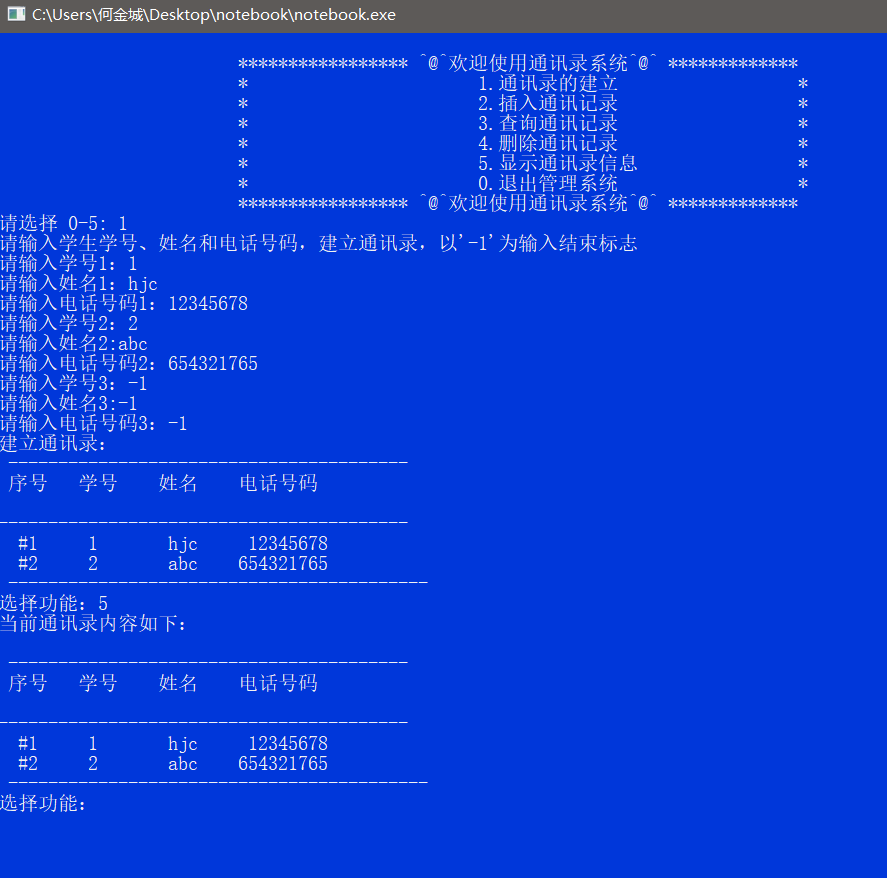 C:\Users\何金城\Desktop\notebook\notebook.exe
***************** ^@^欢迎使用通讯录系统^@^ *************
* 1.通讯录的建立 *
* 2.插入通讯记录 *
* 3.查询通讯记录 *
* 4.删除通讯记录 *
* 5.显示通讯录信息 *
* 0.退出管理系统 *
***************** ^@^欢迎使用通讯录系统^@^ *************
请选择 0-5: 1
请输入学生学号、姓名和电话号码，建立通讯录，以'-1'为输入结束标志
请输入学号1: 1
请输入姓名1: hjc
请输入电话号码1: 12345678
请输入学号2: 2
请输入姓名2:abc
请输入电话号码2: 654321765
请输入学号3: -1
请输入姓名3:-1
请输入电话号码3: -1
建立通讯录:
----------------------------------------
序号 学号 姓名 电话号码
-----------------------------------------
#1 1 hjc 12345678
#2 2 abc 654321765
------------------------------------------
选择功能: 5
当前通讯录内容如下:
----------------------------------------
序号 学号 姓名 电话号码
-----------------------------------------
#1 1 hjc 12345678
#2 2 abc 654321765
------------------------------------------
选择功能: